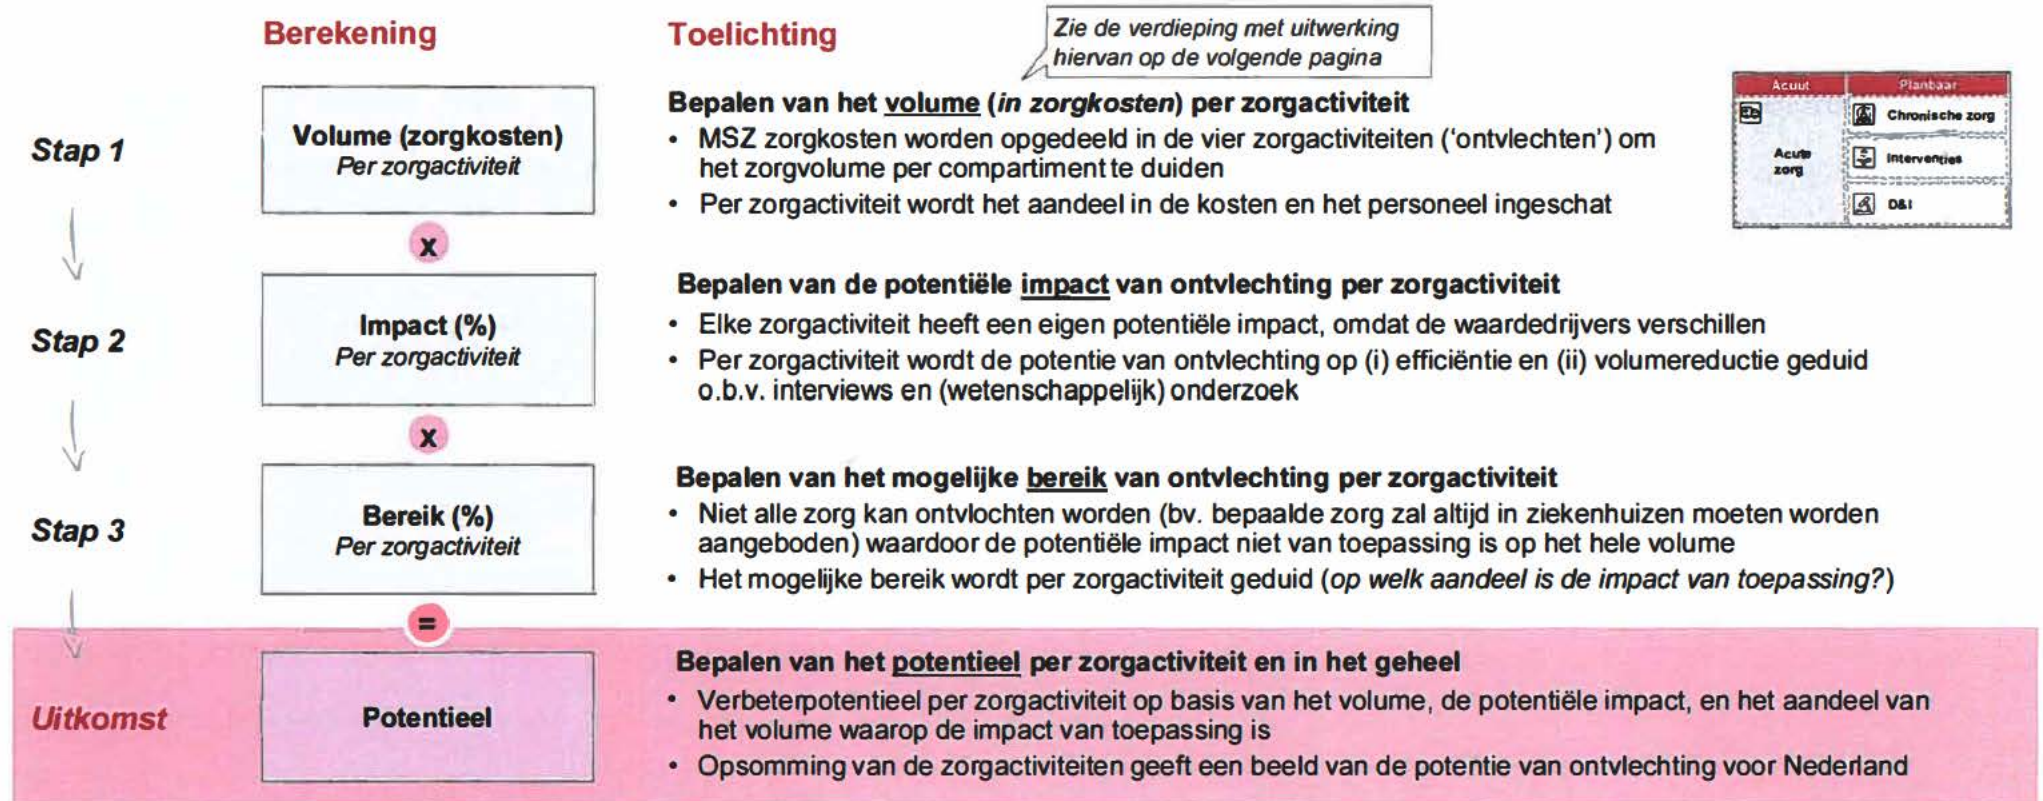 Berekening
Toelichting
Zie de verdieping met uitwerking
hiervan op de volgende pagina
Stap 1
Volume (zorgkosten)
Per zorgactiviteit
Bepalen van het volume (in zorgkosten) per zorgactiviteit
• MSZ zorgkosten worden opgedeeld in de vier zorgactiviteiten (‘ontvlechten’) om
het zorgvolume per compartiment te duiden
• Per zorgactiviteit wordt het aandeel in de kosten en het personeel ingeschat
Acuut
Planbaar
Acute
zorg
Chronische zorg
Interventies
D&I
x
Stap 2
Impact (%)
Per zorgactiviteit
Bepalen van de potentiële impact van ontvlechting per zorgactiviteit
• Elke zorgactiviteit heeft een eigen potentiële impact, omdat de waardedrijvers verschillen
• Per zorgactiviteit wordt de potentie van ontvlechting op (i) efficiëntie en (ii) volumereductie geduid
o.b.v. interviews en (wetenschappelijk) onderzoek
x
Stap 3
Bereik (%)
Per zorgactiviteit
Bepalen van het mogelijke bereik van ontvlechting per zorgactiviteit
• Niet alle zorg kan ontvlochten worden (bv. bepaalde zorg zal altijd in ziekenhuizen moeten worden
aangeboden) waardoor de potentiële impact niet van toepassing is op het hele volume
• Het mogelijke bereik wordt per zorgactiviteit geduid (op welk aandeel is de impact van toepassing?)
=
Uitkomst
Potentieel
Bepalen van het potentieel per zorgactiviteit en in het geheel
• Verbeterpotentieel per zorgactiviteit op basis van het volume, de potentiële impact, en het aandeel van
het volume waarop de impact van toepassing is
• Opsomming van de zorgactiviteiten geeft een beeld van de potentie van ontvlechting voor Nederland